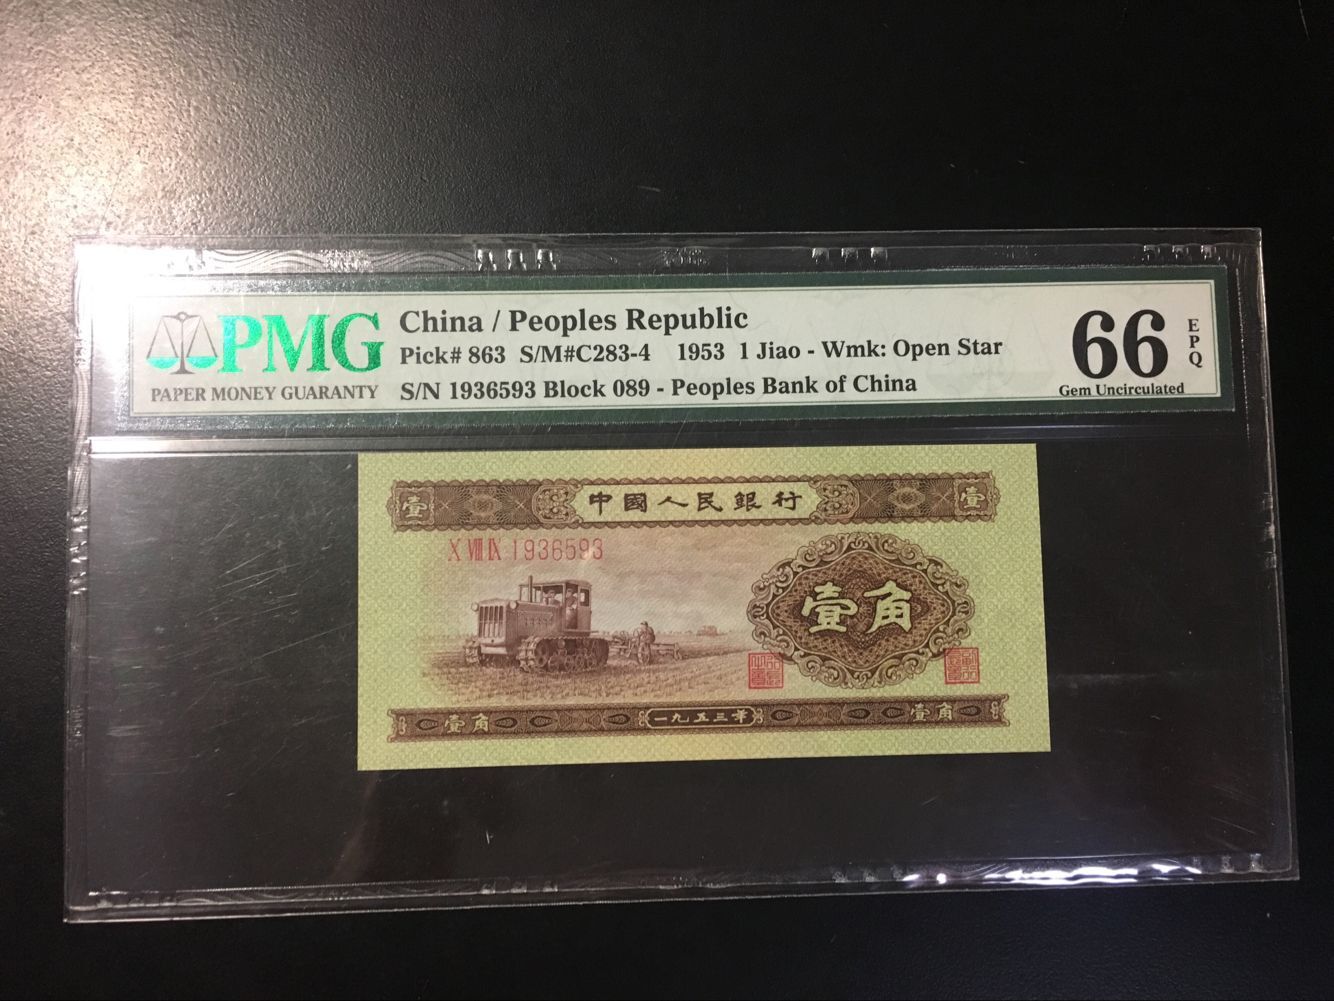 PMG
PAPER MONEY GUARANTY
China / Peoples Republic
Pick# 863 S/M#C283-4 1953 1 Jiao - Wmk: Open Star
S/N 1936593 Block 089 - Peoples Bank of China
66
EPQ
Gem Uncirculated
壹 中國人民銀行 壹
X VIII IX 1936593
壹角
壹角 一九五三年 壹角